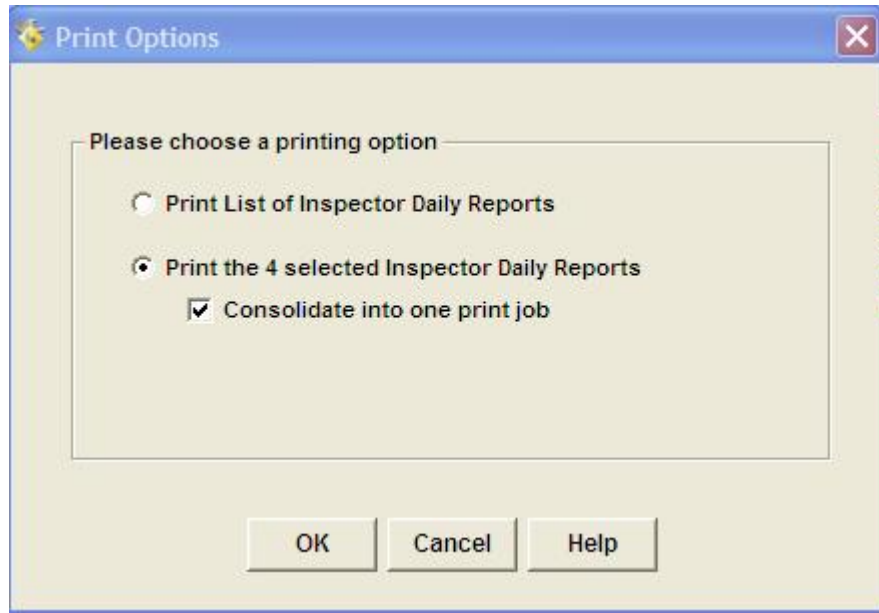 Print Options
Please choose a printing option
Print List of Inspector Daily Reports
Print the 4 selected Inspector Daily Reports
Consolidate into one print job
OK Cancel Help